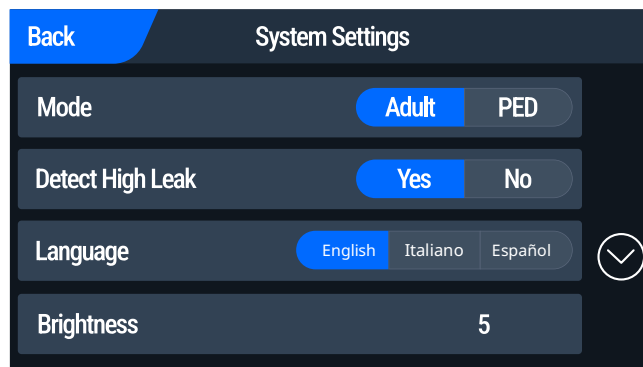 Back System Settings
Mode Adult PED
Detect High Leak Yes No
Language English Italiano Español
Brightness 5